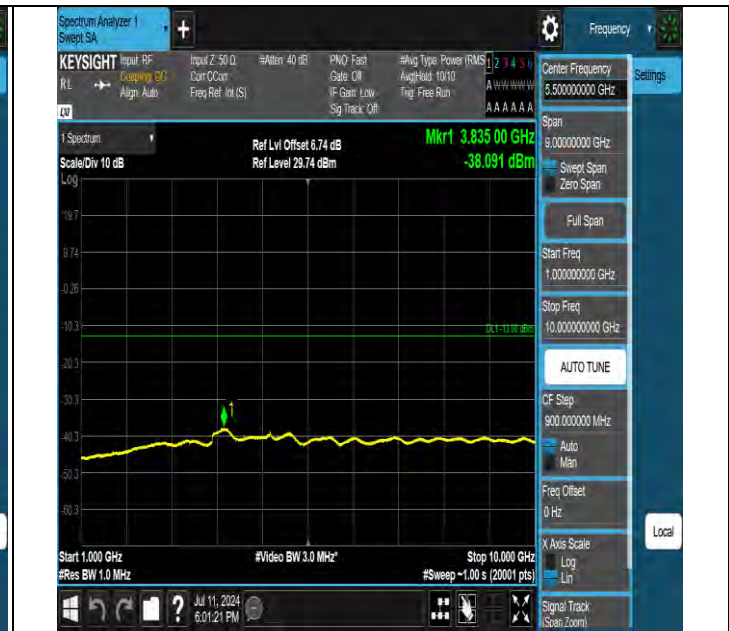 Spectrum Analyzer 1
Swept SA
+
Frequency
KEYSIGHT
RL
Input: RF
Coupling: DC
Align: Auto
Input Z: 50 Ω
Corr CCorr
Freq Ref: Int (S)
#Atten: 40 dB
PNO: Fast
Gate: Off
IF Gain: Low
Sig Track: Off
#Avg Type: Power (RMS
Avg|Hold: 10/10
Trig: Free Run
1 2 3 4 5 6
A W W W W W
A A A A A A
1 Spectrum
Scale/Div 10 dB
Log
Ref Lvl Offset 6.74 dB
Ref Level 29.74 dBm
Mkr1 3.835 00 GHz
-38.091 dBm
19.7
9.74
-0.26
-10.3
DL1 -13.00 dBm
-20.3
-30.3
1
-40.3
-50.3
-60.3
Start 1.000 GHz
#Res BW 1.0 MHz
#Video BW 3.0 MHz*
Stop 10.000 GHz
#Sweep ~1.00 s (20001 pts)
?
Jul 11, 2024
6:01:21 PM
Center Frequency
5.500000000 GHz
Settings
Span
9.00000000 GHz
Swept Span
Zero Span
Full Span
Start Freq
1.000000000 GHz
Stop Freq
10.000000000 GHz
AUTO TUNE
CF Step
900.000000 MHz
Auto
Man
Freq Offset
0 Hz
Local
X Axis Scale
Log
Lin
Signal Track
(Span Zoom)